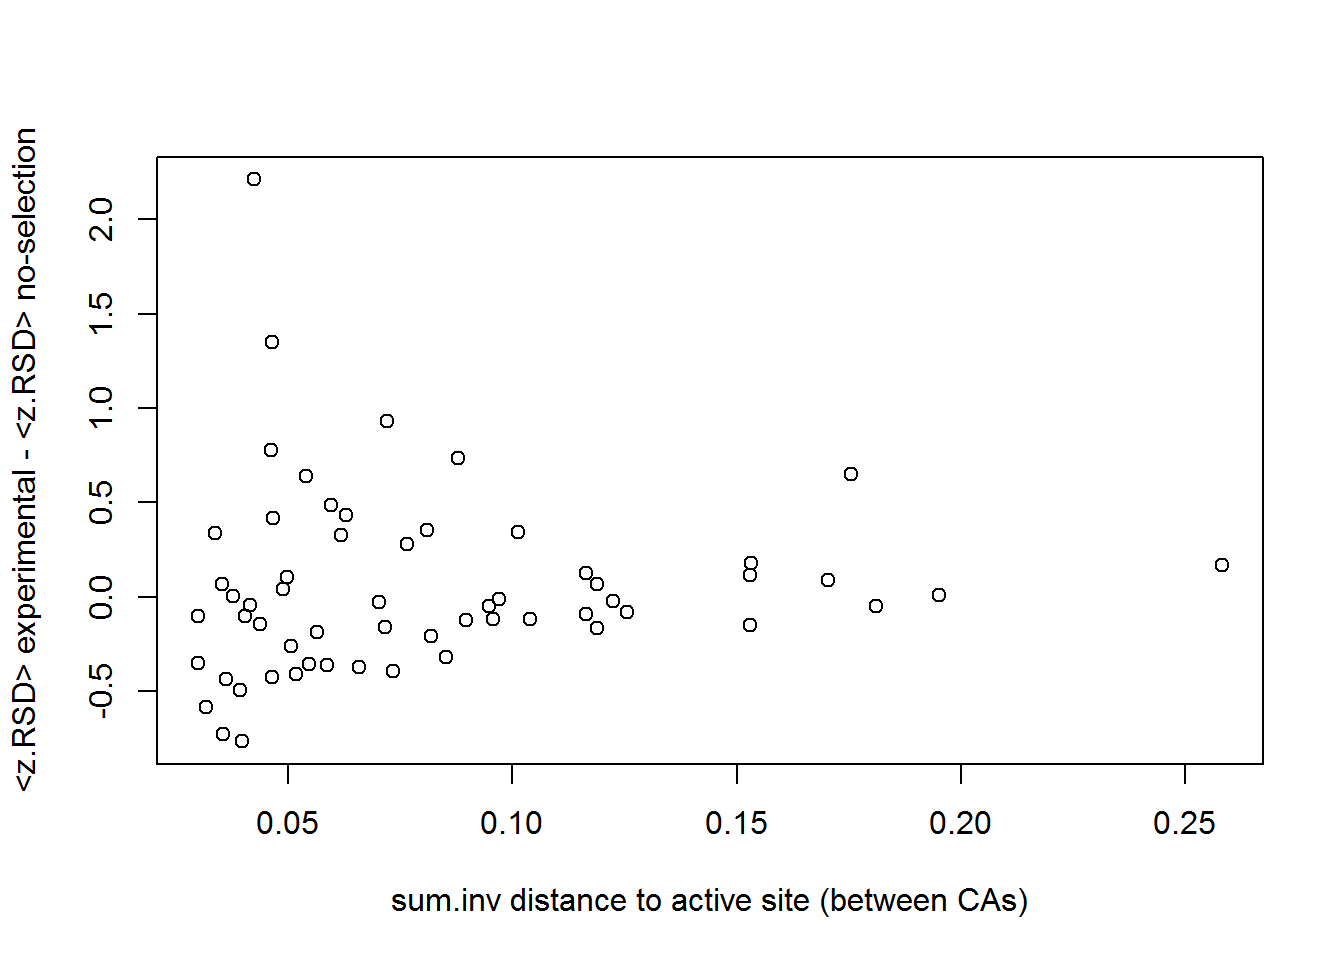 <z.RSD> experimental - <z.RSD> no-selection
2.0
1.5
1.0
0.5
0.0
-0.5
0.05 0.10 0.15 0.20 0.25
sum.inv distance to active site (between CAs)